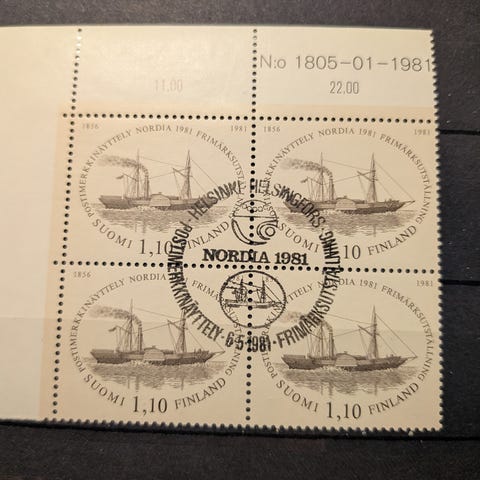 N:o 1805-01-1981
11.00
22.00
1856
POSTIMERKKINÄYTTELY NORDIA 1981 FRIMÄRKSUTSTÄLLNING
1981
SUOMI 1,10 FINLAND
1856
POSTIMERKKINÄYTTELY NORDIA 1981 FRIMÄRKSUTSTÄLLNING
1981
SUOMI 1,10 FINLAND
HELSINKI-HELSINGFORS
NORDIA 1981
POSTIMERKKINÄYTTELY·6.5.1981·FRIMÄRKSUTSTÄLLNING·
1856
POSTIMERKKINÄYTTELY NORDIA 1981 FRIMÄRKSUTSTÄLLNING
1981
SUOMI 1,10 FINLAND
POSTIMERKKINÄYTTELY NORDIA 1981 FRIMÄRKSUTSTÄLLNING
1981
SUOMI 1,10 FINLAND